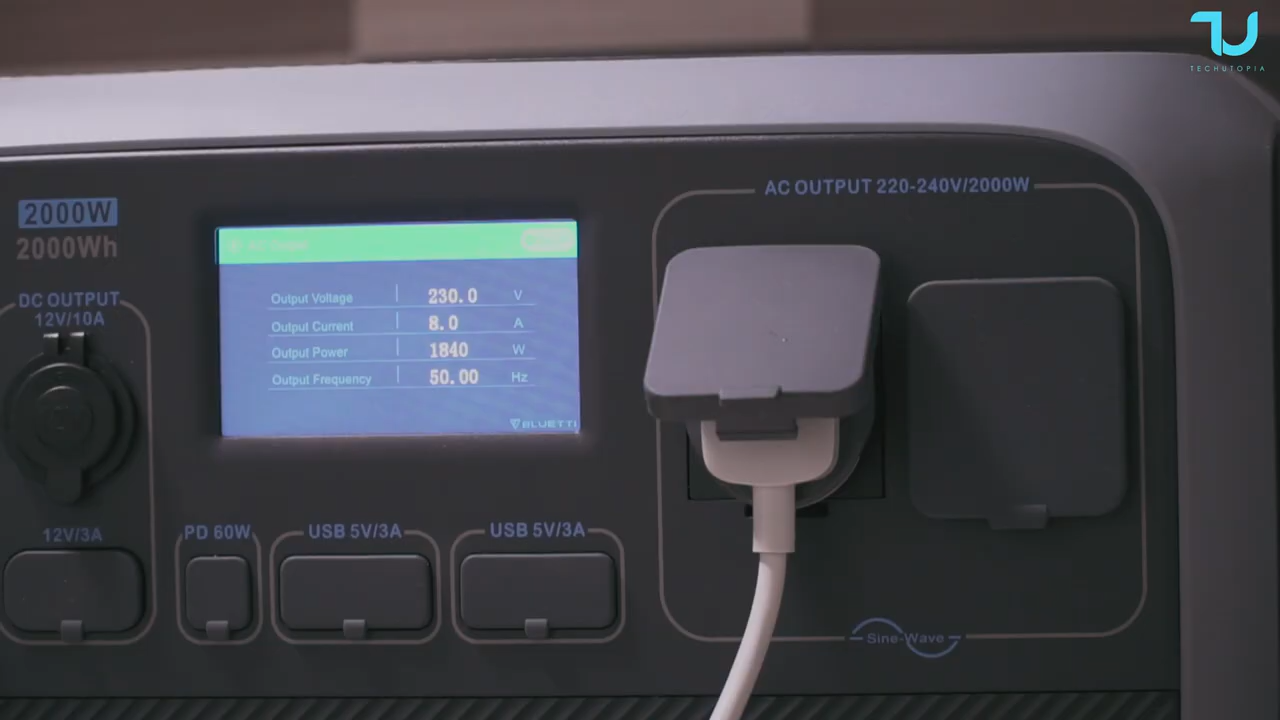 TECHUTOPIA
AC OUTPUT 220-240V/2000W
2000W
2000Wh
DC OUTPUT
12V/10A
Output Voltage 230.0 V
Output Current 8.0 A
Output Power 1840 W
Output Frequency 50.00 Hz
BLUETTI
12V/3A
PD 60W
USB 5V/3A
USB 5V/3A
Sine-Wave